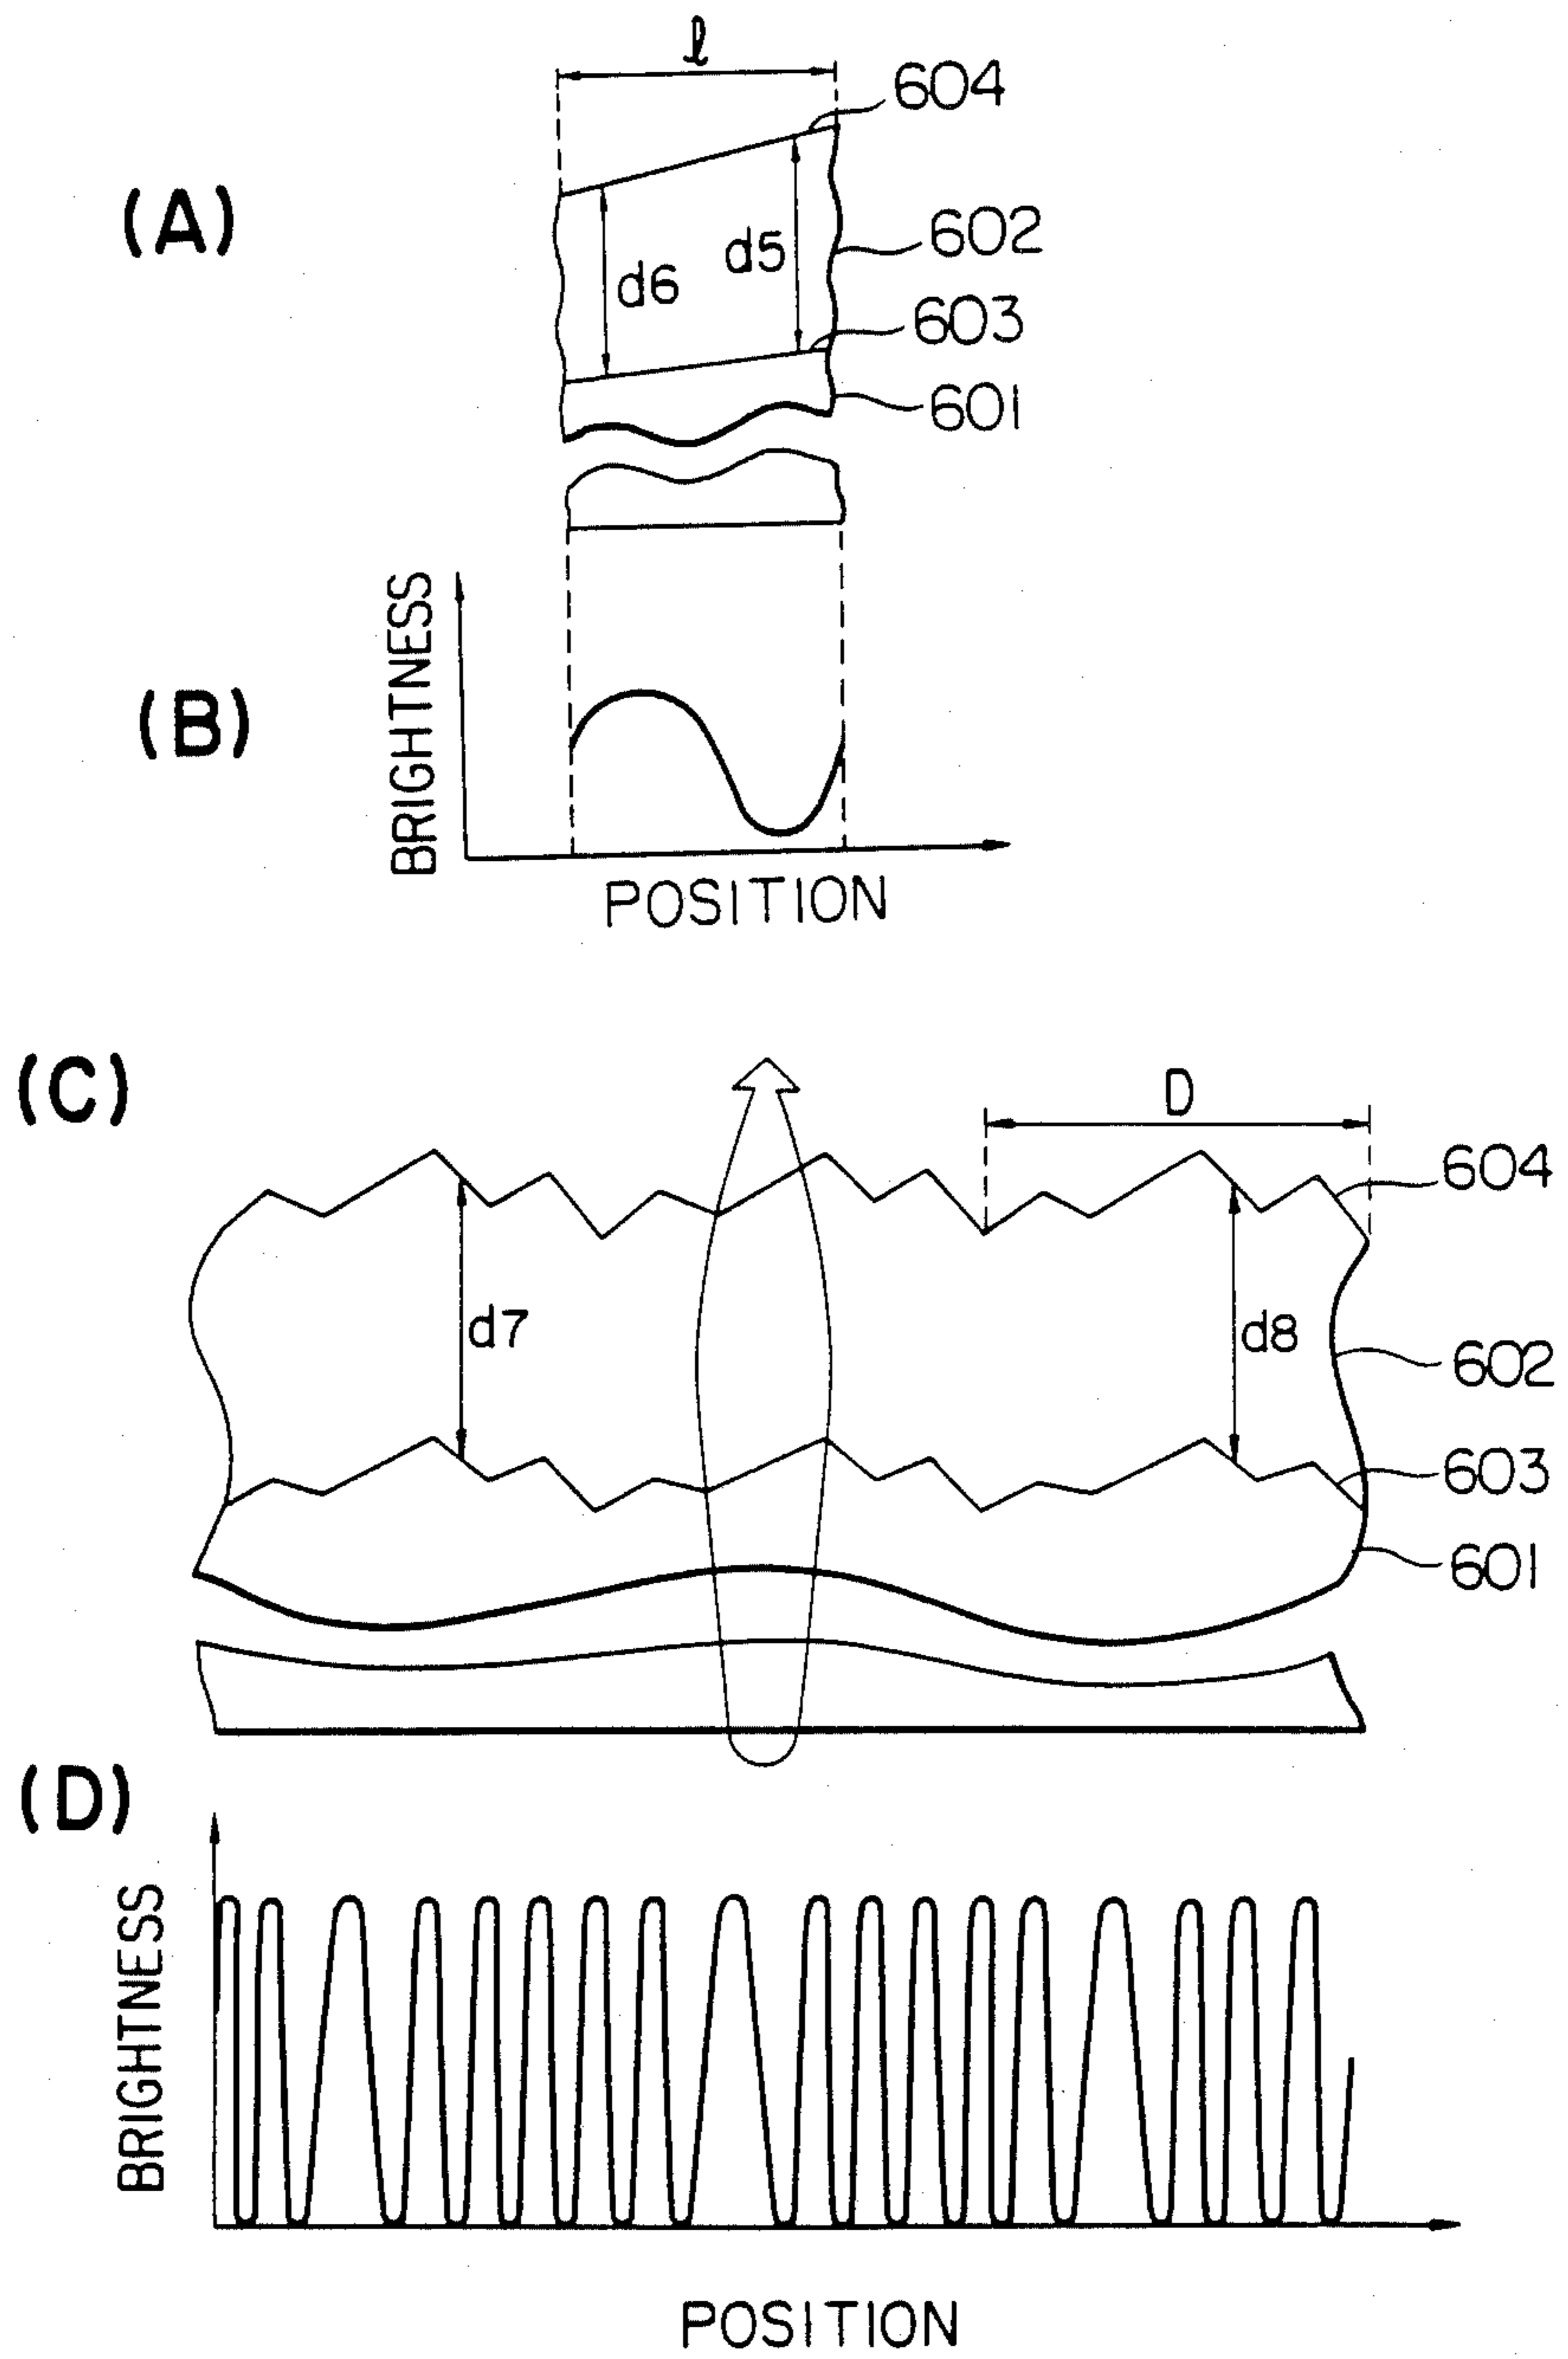 ℓ
604
(A)
602
d5
d6
603
601
BRIGHTNESS
(B)
POSITION
(C)
D
604
d7
d8
602
603
601
(D)
BRIGHTNESS
POSITION